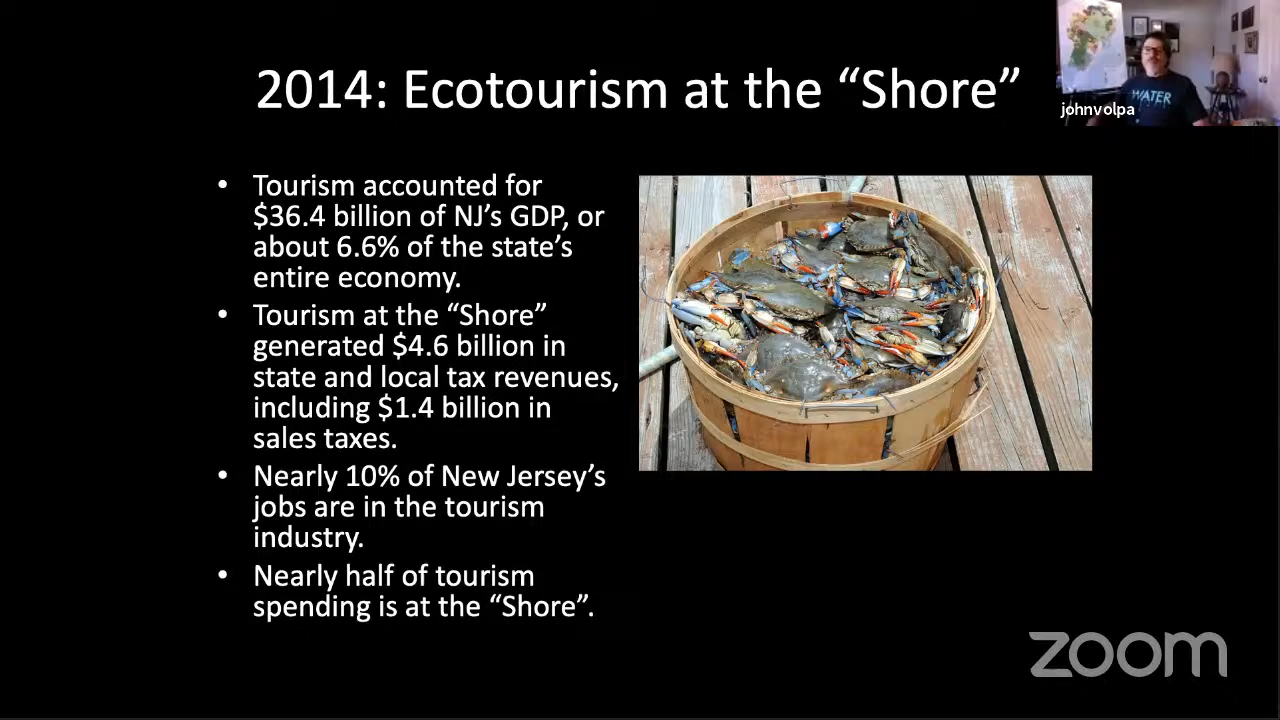 2014: Ecotourism at the “Shore”
johnvolpa
WATER
• Tourism accounted for
$36.4 billion of NJ’s GDP, or
about 6.6% of the state’s
entire economy.
• Tourism at the “Shore”
generated $4.6 billion in
state and local tax revenues,
including $1.4 billion in
sales taxes.
• Nearly 10% of New Jersey’s
jobs are in the tourism
industry.
• Nearly half of tourism
spending is at the “Shore”.
zoom